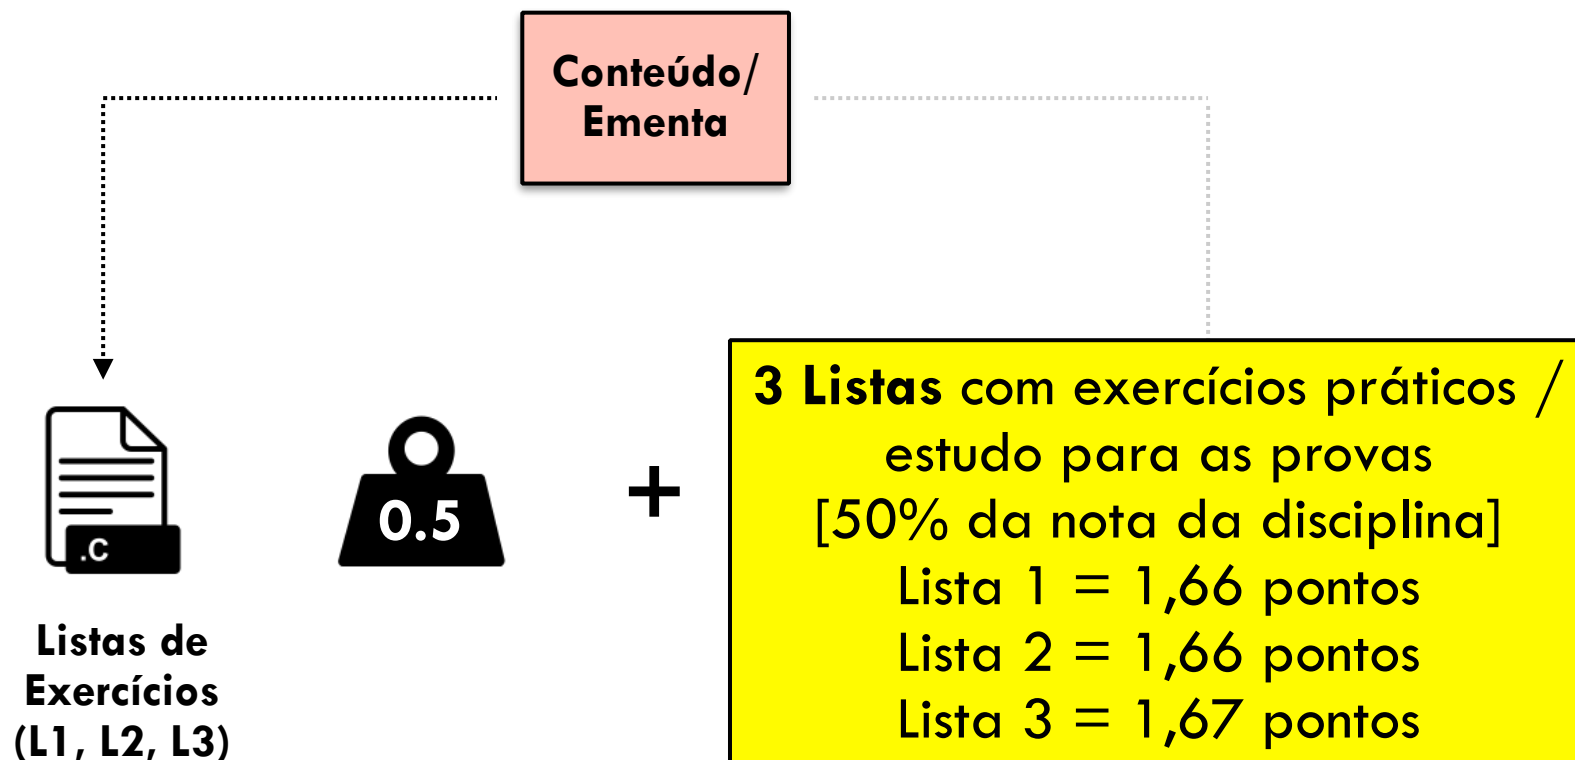 Conteúdo/
Ementa
.C
0.5
+
Listas de
Exercícios
(L1, L2, L3)
3 Listas com exercícios práticos /
estudo para as provas
[50% da nota da disciplina]
Lista 1 = 1,66 pontos
Lista 2 = 1,66 pontos
Lista 3 = 1,67 pontos